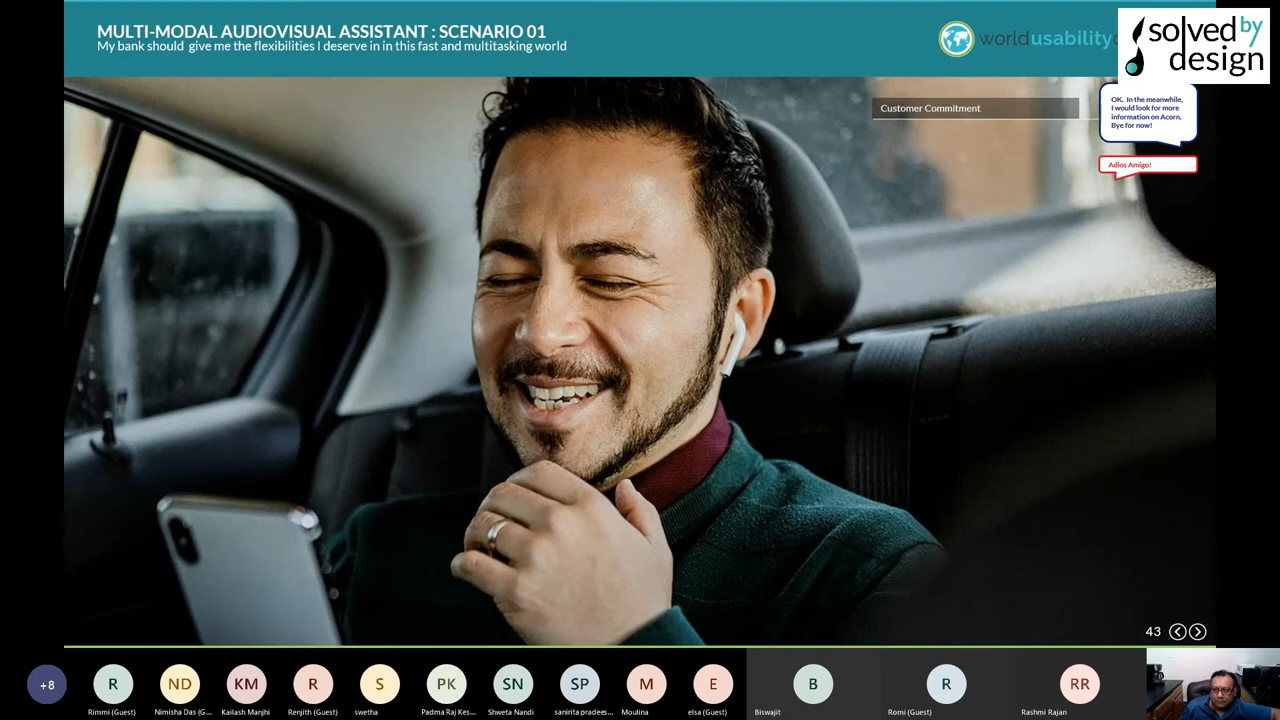 MULTI-MODAL AUDIOVISUAL ASSISTANT : SCENARIO 01
My bank should give me the flexibilities I deserve in in this fast and multitasking world
worldusability
solved by
design
Customer Commitment
OK. In the meanwhile,
I would look for more
information on Acorn.
Bye for now!
Adios Amigo!
43
+8
R
ND
KM
R
S
PK
SN
SP
M
E
B
R
RR
Rimmi (Guest)
Nimisha Das (G...
Kailash Manjhi
Renjith (Guest)
swetha
Padma Raj Kes...
Shweta Nandi
sanirita pradees...
Moulina
elsa (Guest)
Biswajit
Romi (Guest)
Rashmi Rajan